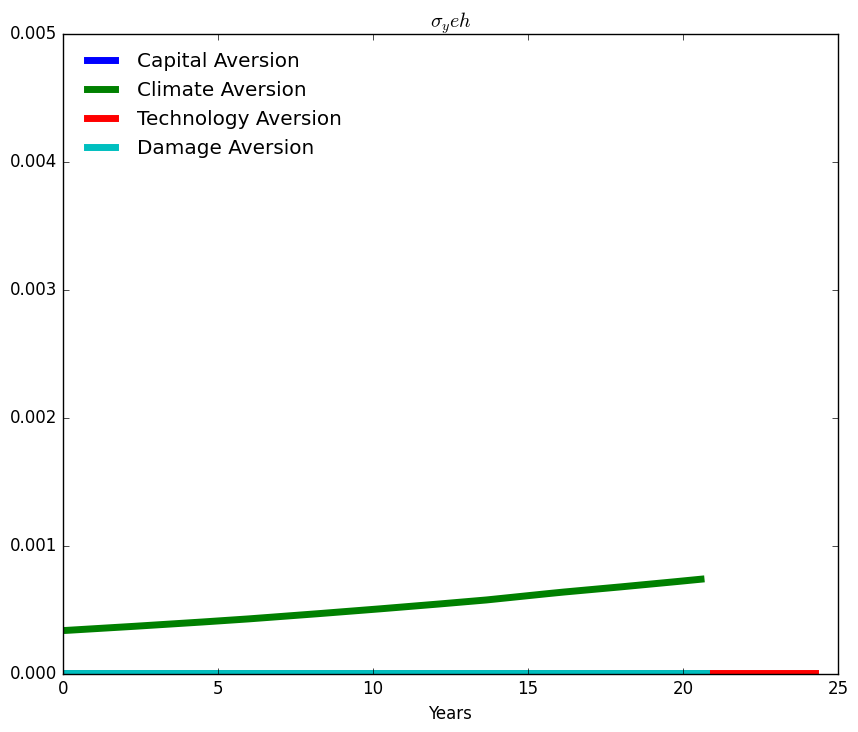 σ_y eh
0.005
Capital Aversion
Climate Aversion
Technology Aversion
Damage Aversion
0.004
0.003
0.002
0.001
0.000
0 5 10 15 20 25
Years